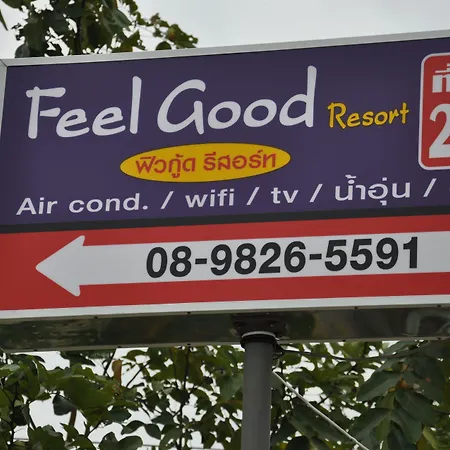 Feel Good Resort
ฟิวกู้ด รีสอร์ท
Air cond. / wifi / tv / น้ำอุ่น /
08-9826-5591